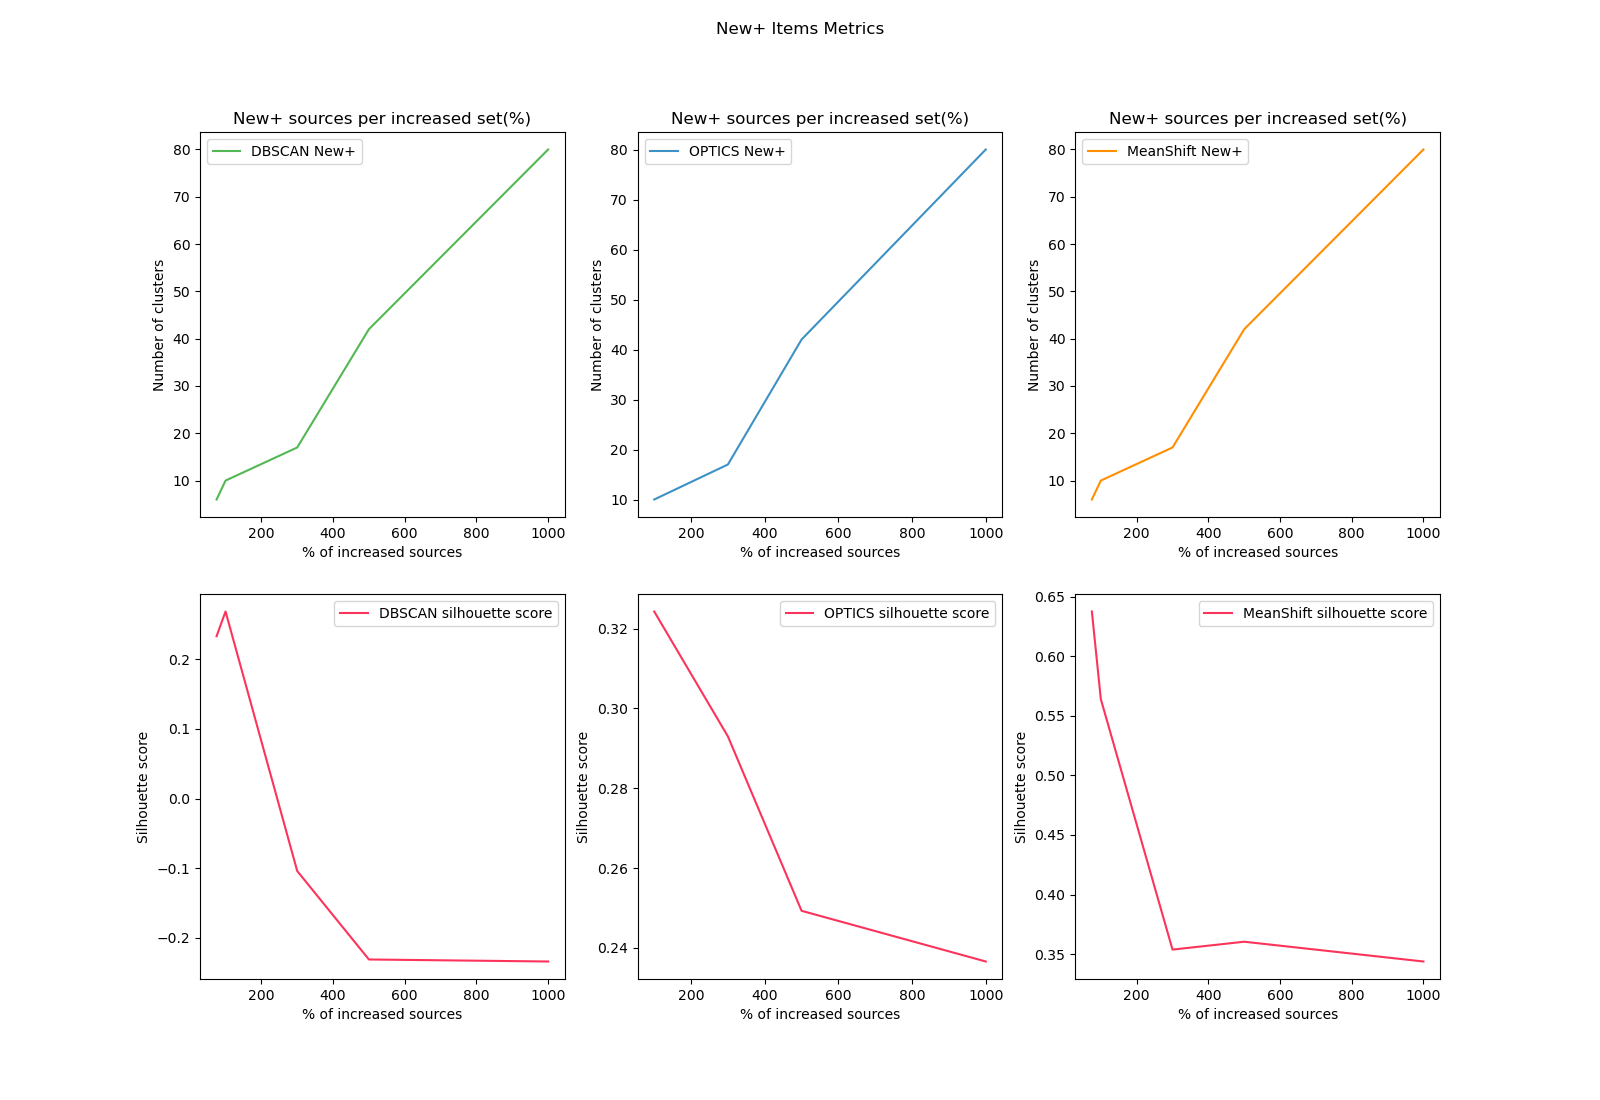 New+ Items Metrics
New+ sources per increased set(%)
DBSCAN New+
80
70
60
50
40
30
20
10
Number of clusters
200 400 600 800 1000
% of increased sources
New+ sources per increased set(%)
OPTICS New+
80
70
60
50
40
30
20
10
Number of clusters
200 400 600 800 1000
% of increased sources
New+ sources per increased set(%)
MeanShift New+
80
70
60
50
40
30
20
10
Number of clusters
200 400 600 800 1000
% of increased sources
DBSCAN silhouette score
0.2
0.1
0.0
−0.1
−0.2
Silhouette score
200 400 600 800 1000
% of increased sources
OPTICS silhouette score
0.32
0.30
0.28
0.26
0.24
Silhouette score
200 400 600 800 1000
% of increased sources
MeanShift silhouette score
0.65
0.60
0.55
0.50
0.45
0.40
0.35
Silhouette score
200 400 600 800 1000
% of increased sources